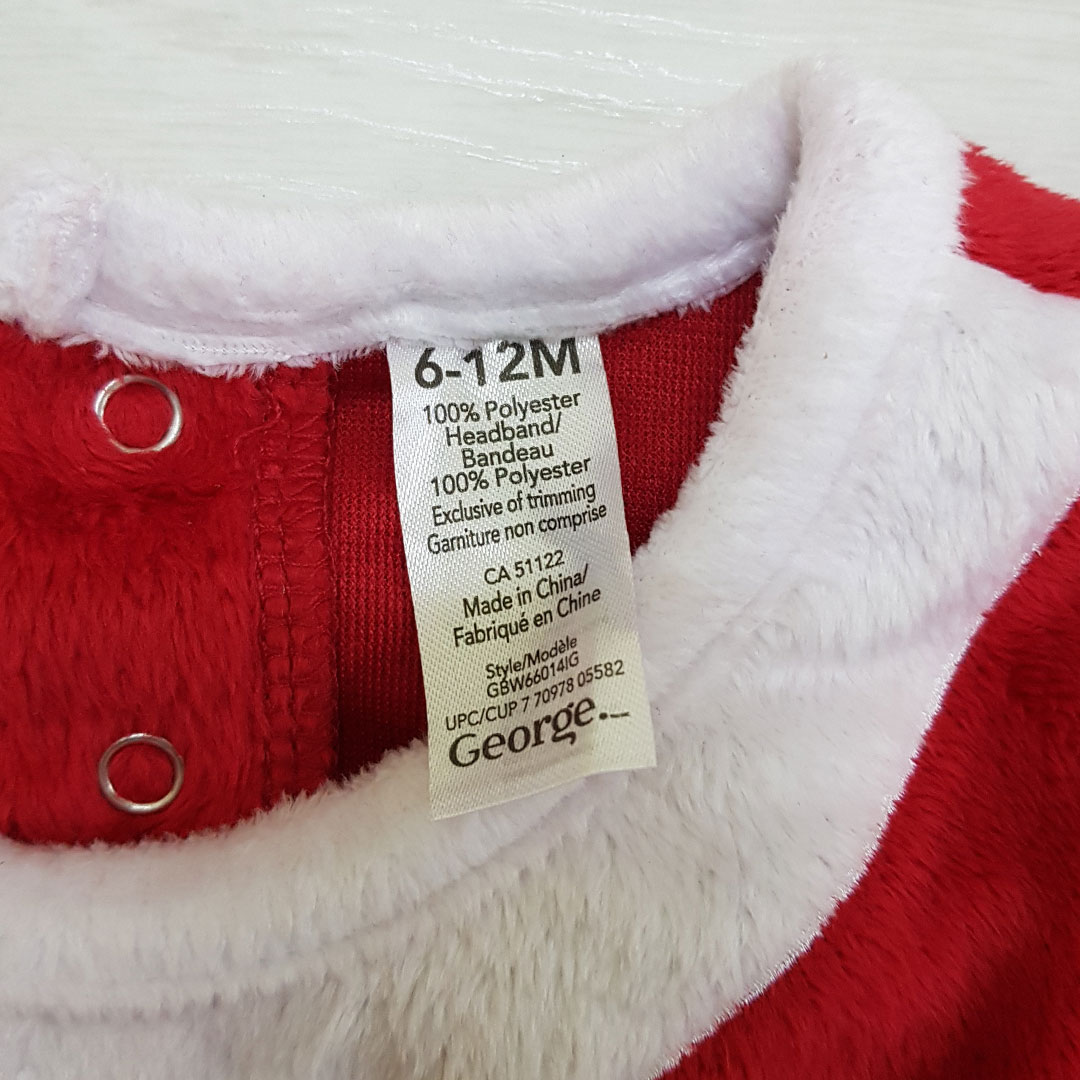 6-12M
100% Polyester
Headband/
Bandeau
100% Polyester
Exclusive of trimming
Garniture non comprise
CA 51122
Made in China/
Fabriqué en Chine
Style/Modèle
GBW66014IG
UPC/CUP 7 70978 05582
George.